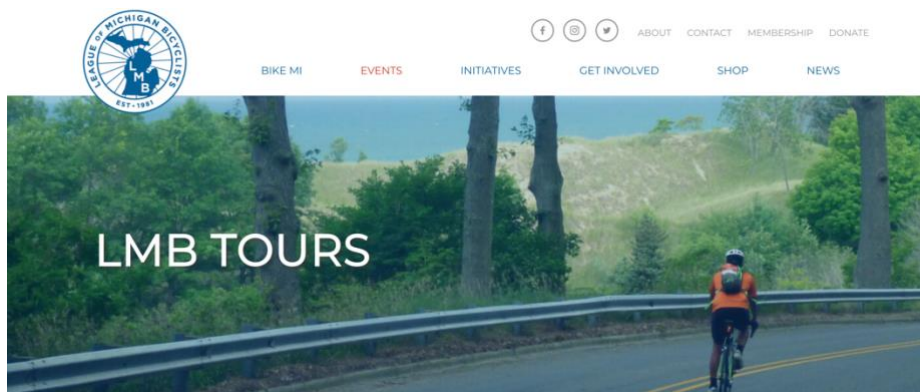 LEAGUE OF MICHIGAN BICYCLISTS
LMB
EST • 1981
f
ABOUT CONTACT MEMBERSHIP DONATE
BIKE MI EVENTS INITIATIVES GET INVOLVED SHOP NEWS
LMB TOURS